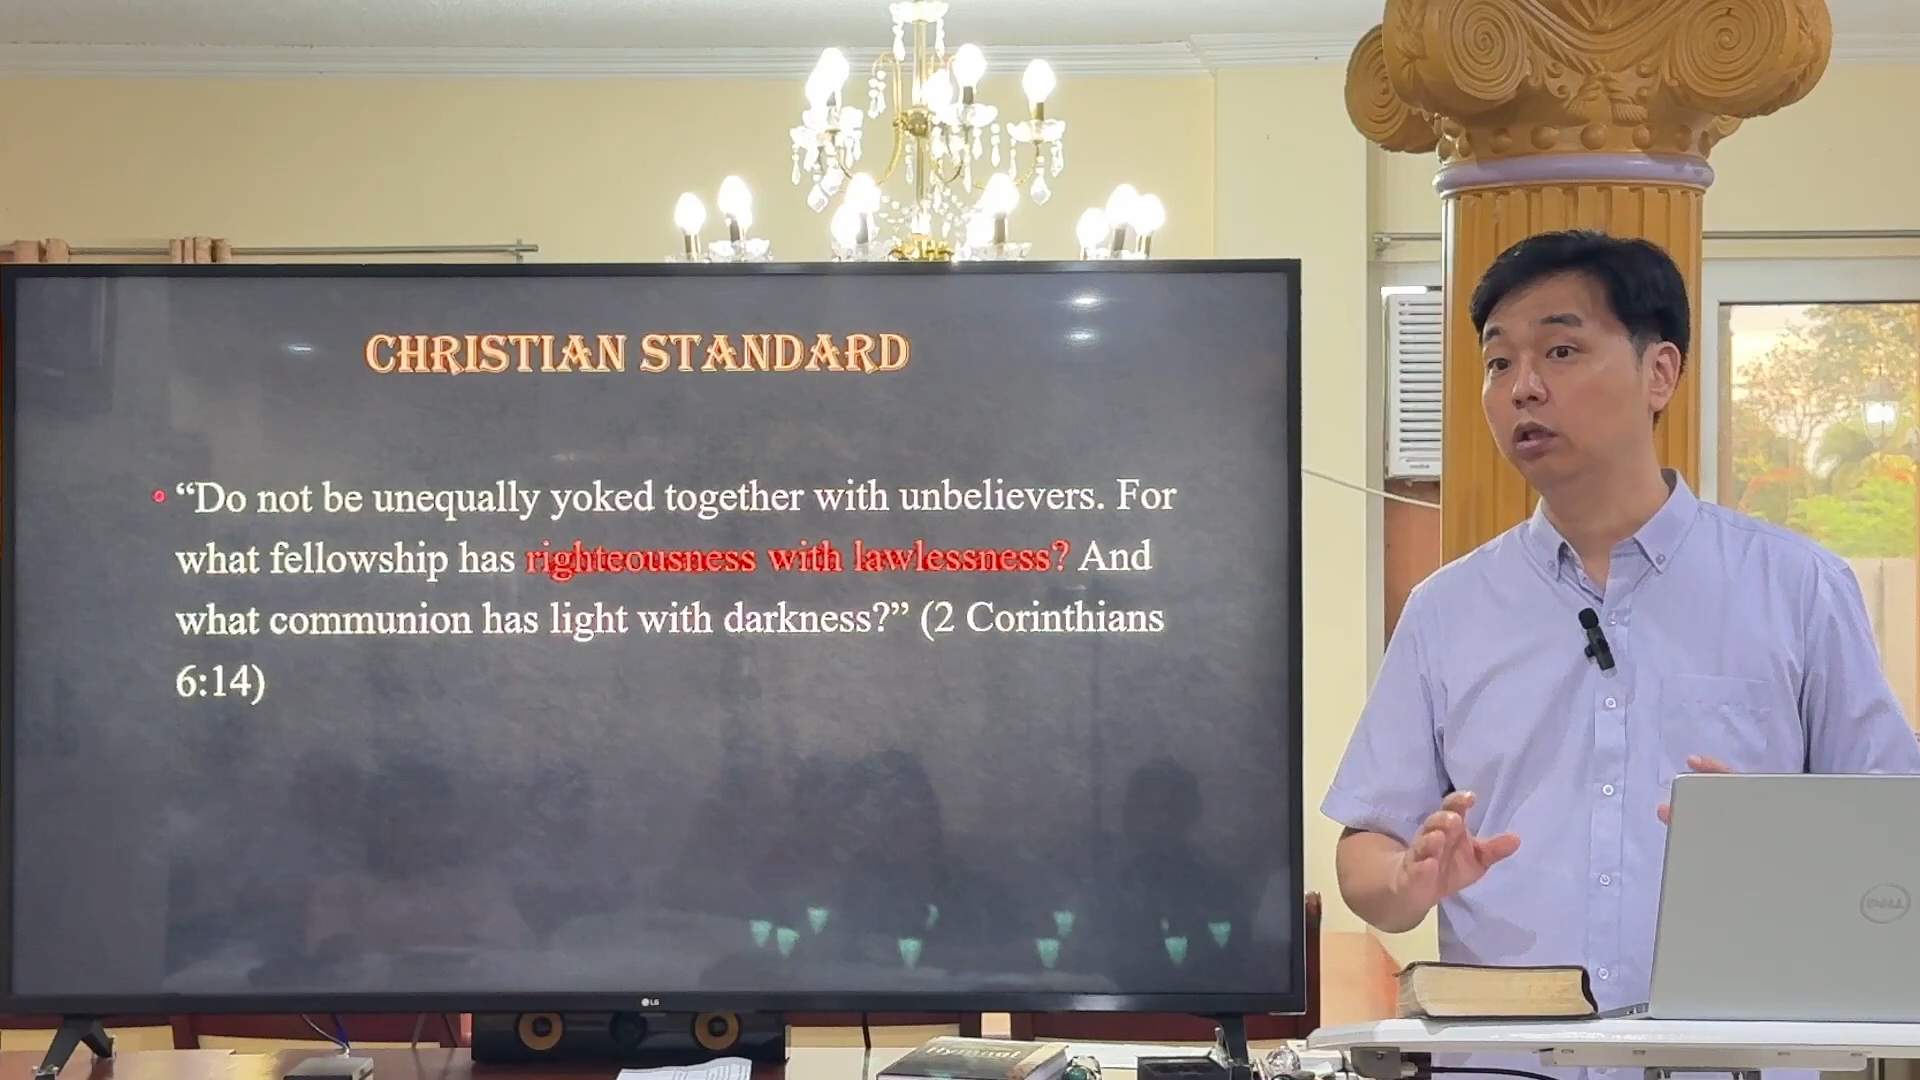 CHRISTIAN STANDARD
“Do not be unequally yoked together with unbelievers. For
what fellowship has righteousness with lawlessness? And
what communion has light with darkness?” (2 Corinthians
6:14)
LG
DELL
Hymnal